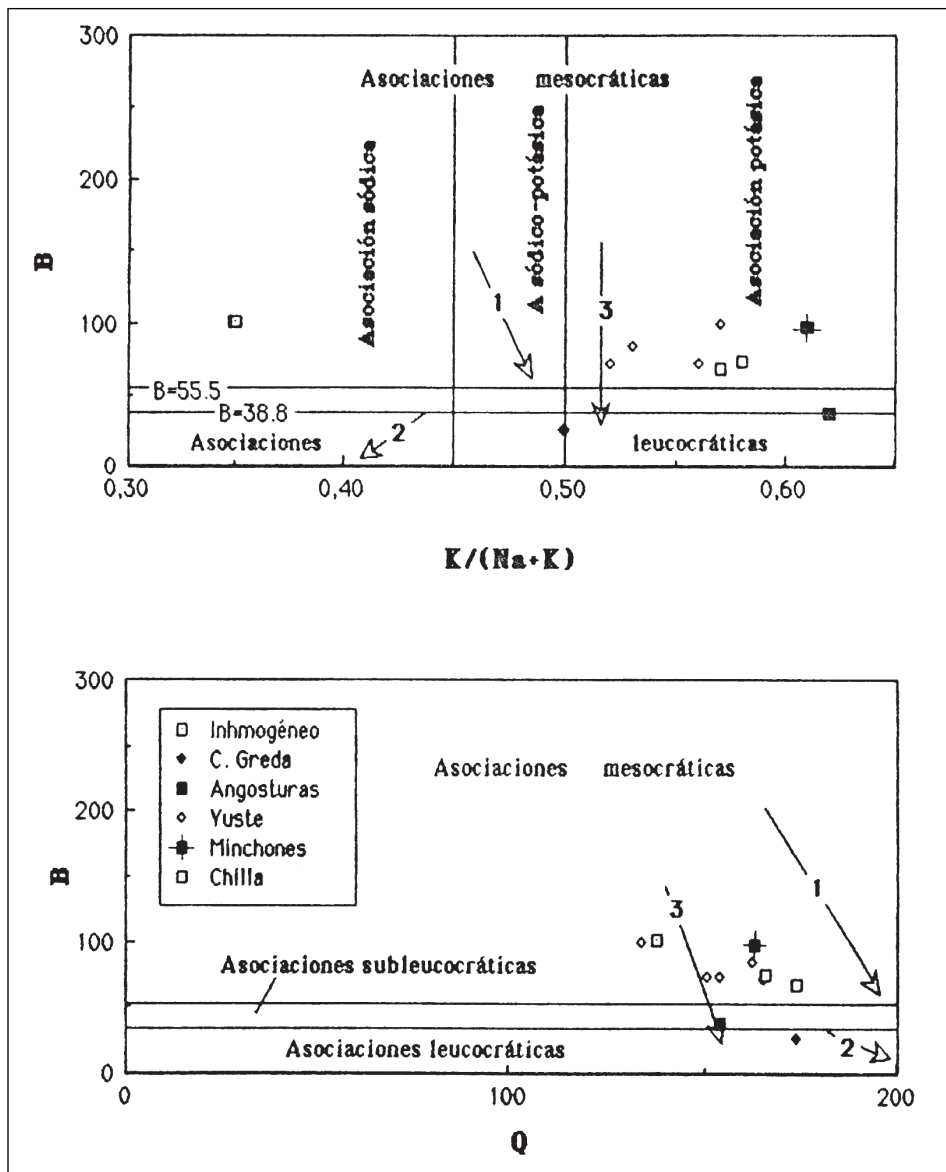 300
Asociaciones mesocráticas
Asociación sódica
A sódico-potásica
Asociación potásica
200
B
1
3
100
B=55.5
B=38.8
2
Asociaciones leucocráticas
0
0,30 0,40 0,50 0,60
K/(Na+K)
300
Inhmogéneo
C. Greda
Angosturas
Yuste
Minchones
Chilla
Asociaciones mesocráticas
200
B
1
3
100
Asociaciones subleucocráticas
2
Asociaciones leucocráticas
0
0 100 200
Q